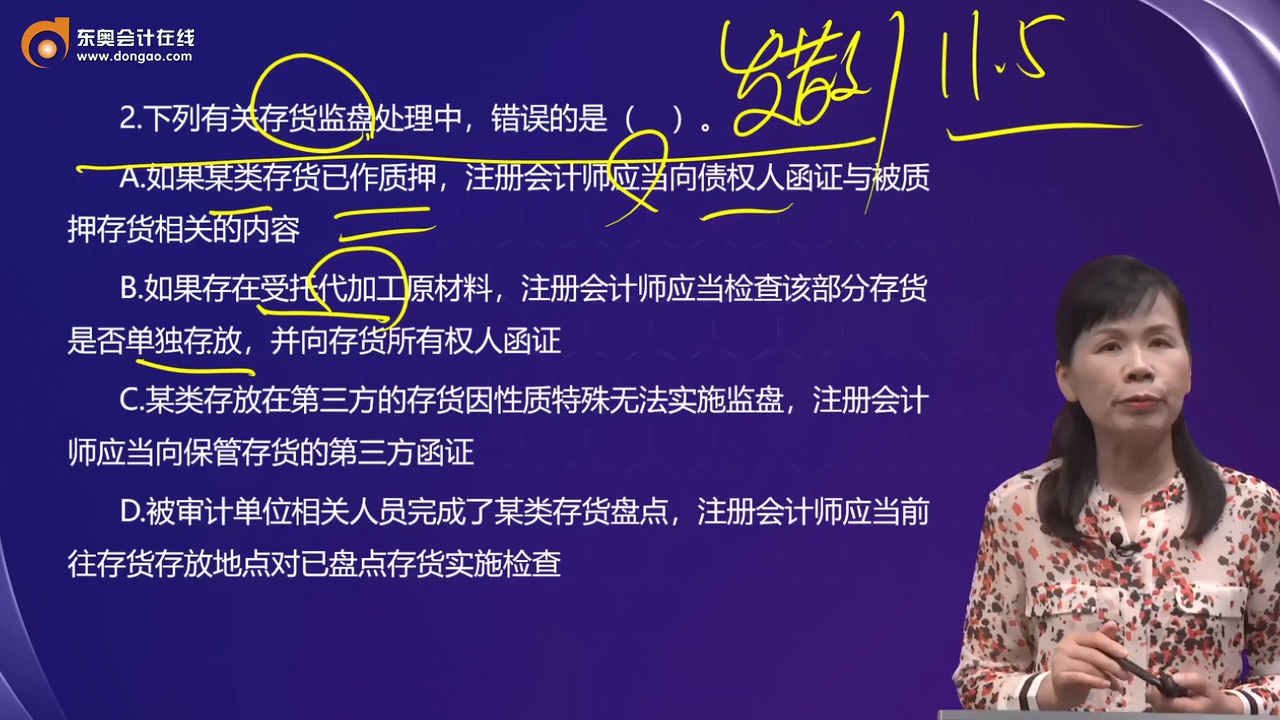 东奥会计在线
www.dongao.com
11.5
2.下列有关存货监盘处理中，错误的是（ ）。
A.如果某类存货已作质押，注册会计师应当向债权人函证与被质
押存货相关的内容
B.如果存在受托代加工原材料，注册会计师应当检查该部分存货
是否单独存放，并向存货所有权人函证
C.某类存放在第三方的存货因性质特殊无法实施监盘，注册会计
师应当向保管存货的第三方函证
D.被审计单位相关人员完成了某类存货盘点，注册会计师应当前
往存货存放地点对已盘点存货实施检查